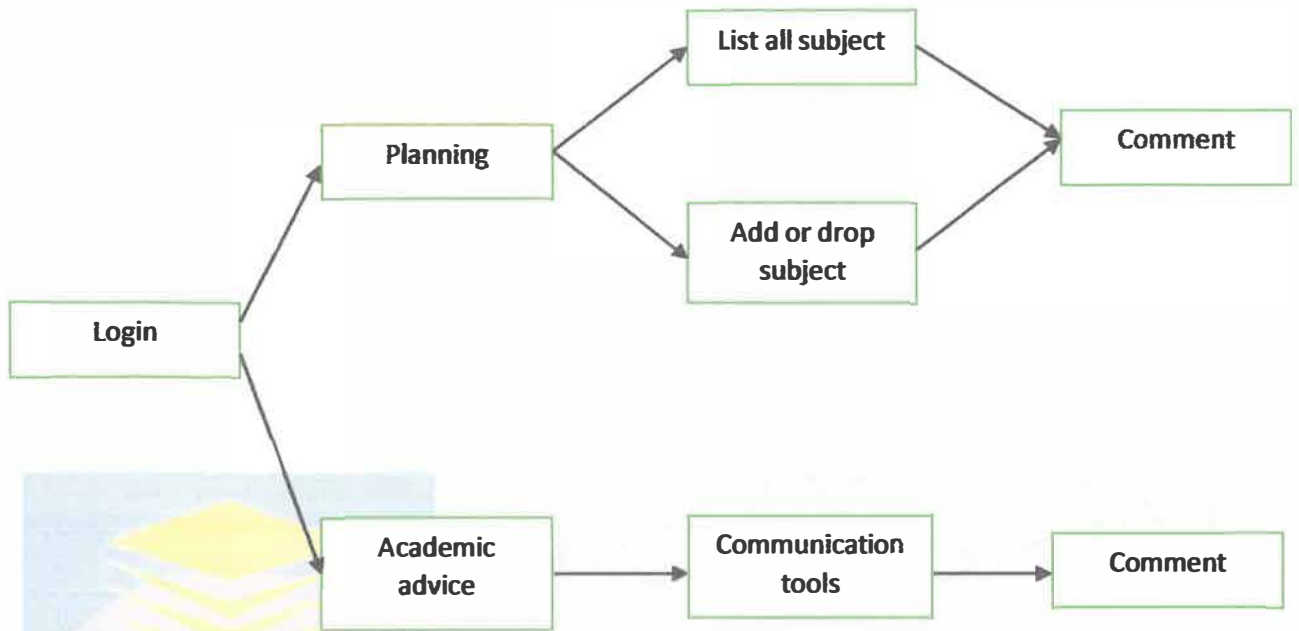 List all subject
Planning
Comment
Add or drop
subject
Login
Academic
advice
Communication
tools
Comment